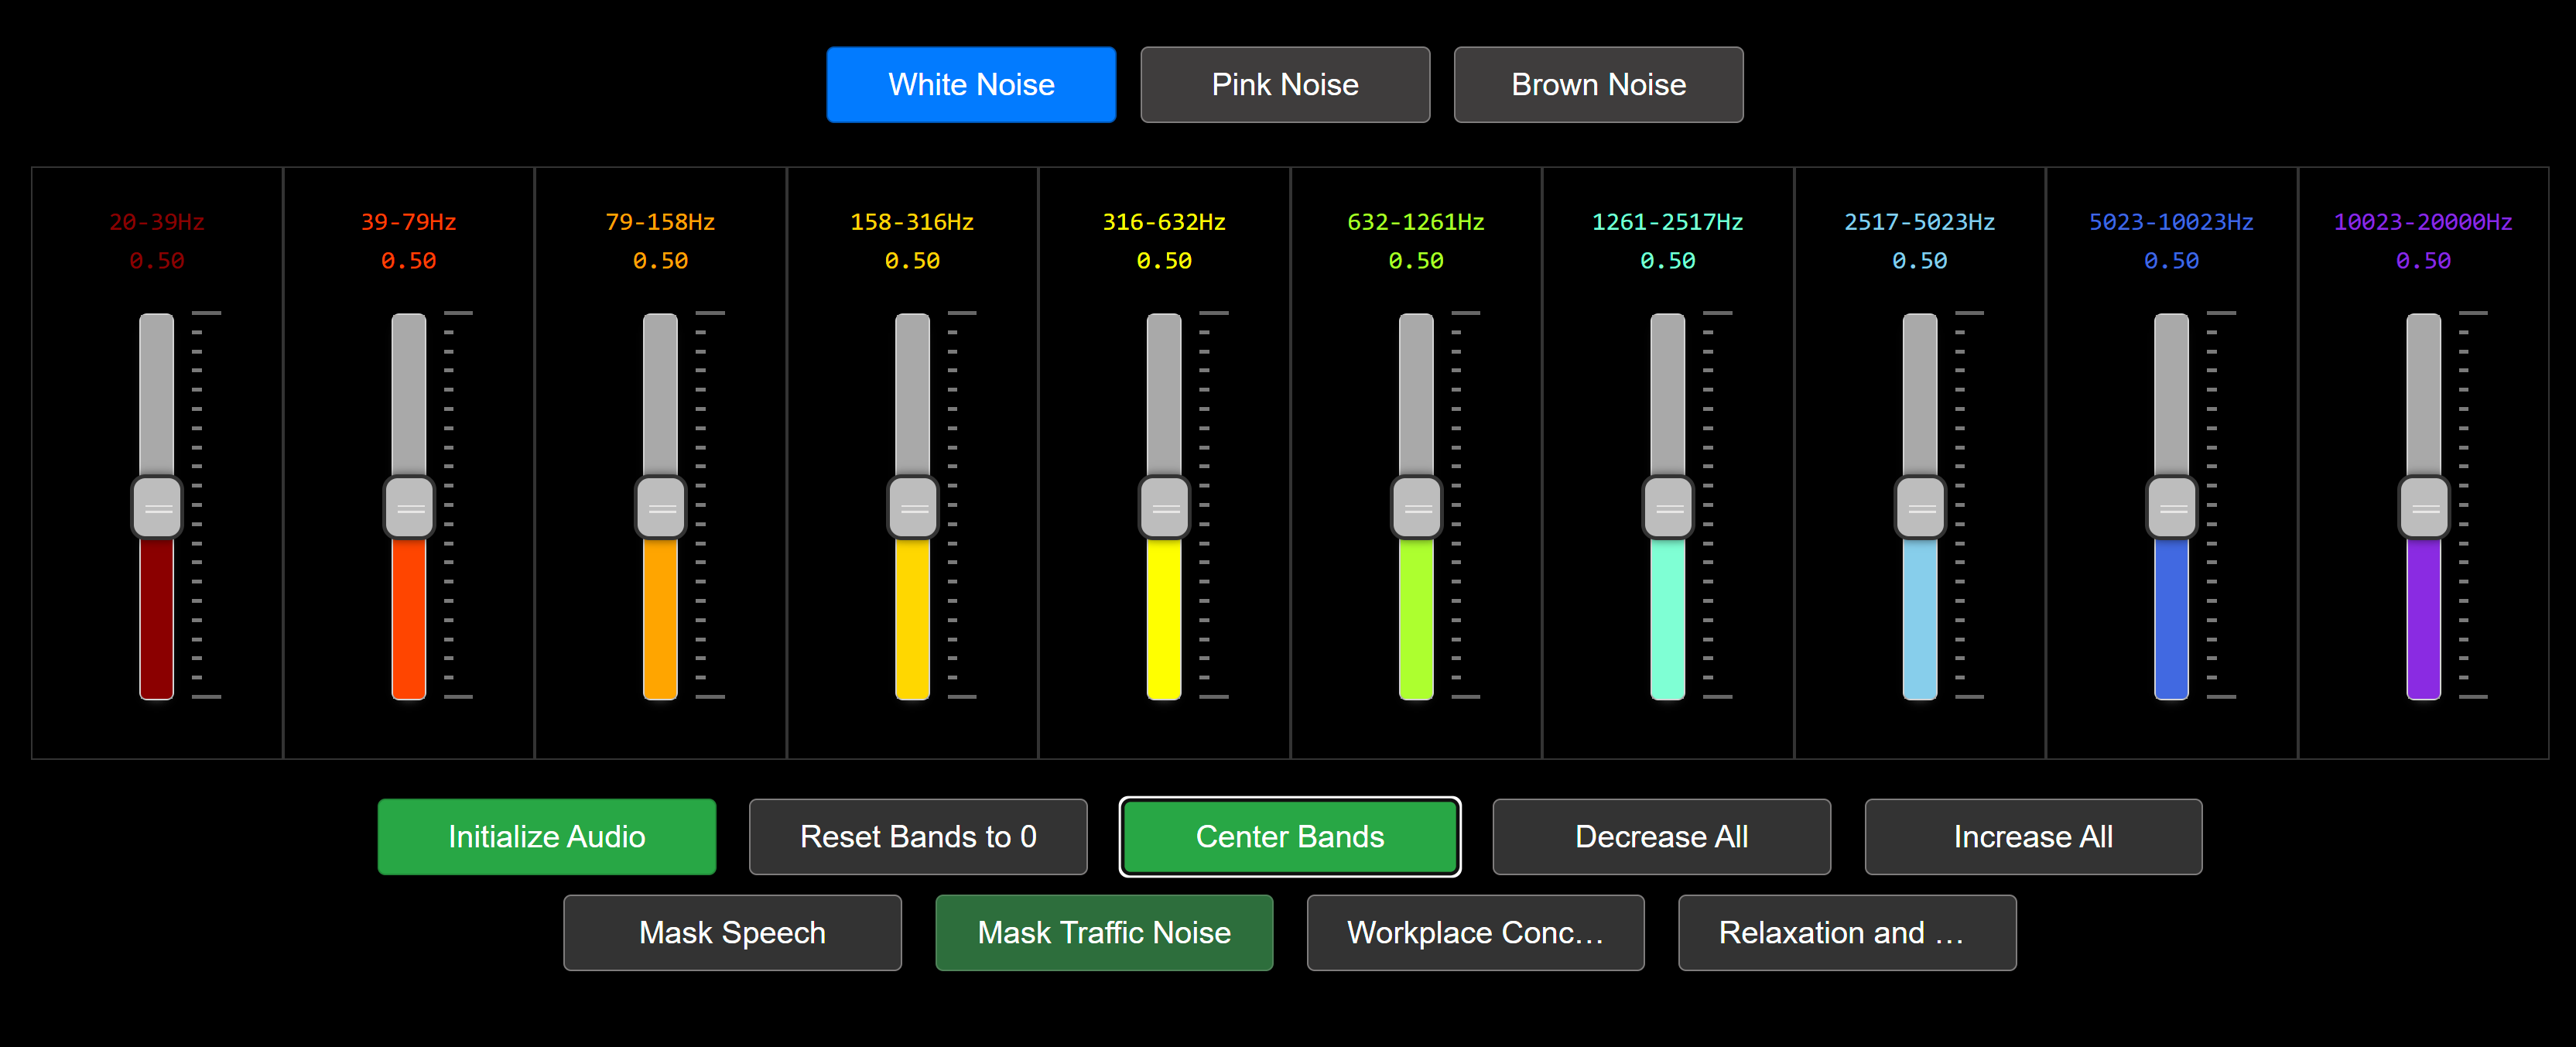 White Noise Pink Noise Brown Noise
20-39Hz 39-79Hz 79-158Hz 158-316Hz 316-632Hz 632-1261Hz 1261-2517Hz 2517-5023Hz 5023-10023Hz 10023-20000Hz
0.50 0.50 0.50 0.50 0.50 0.50 0.50 0.50 0.50 0.50
Initialize Audio Reset Bands to 0 Center Bands Decrease All Increase All
Mask Speech Mask Traffic Noise Workplace Conc... Relaxation and ...